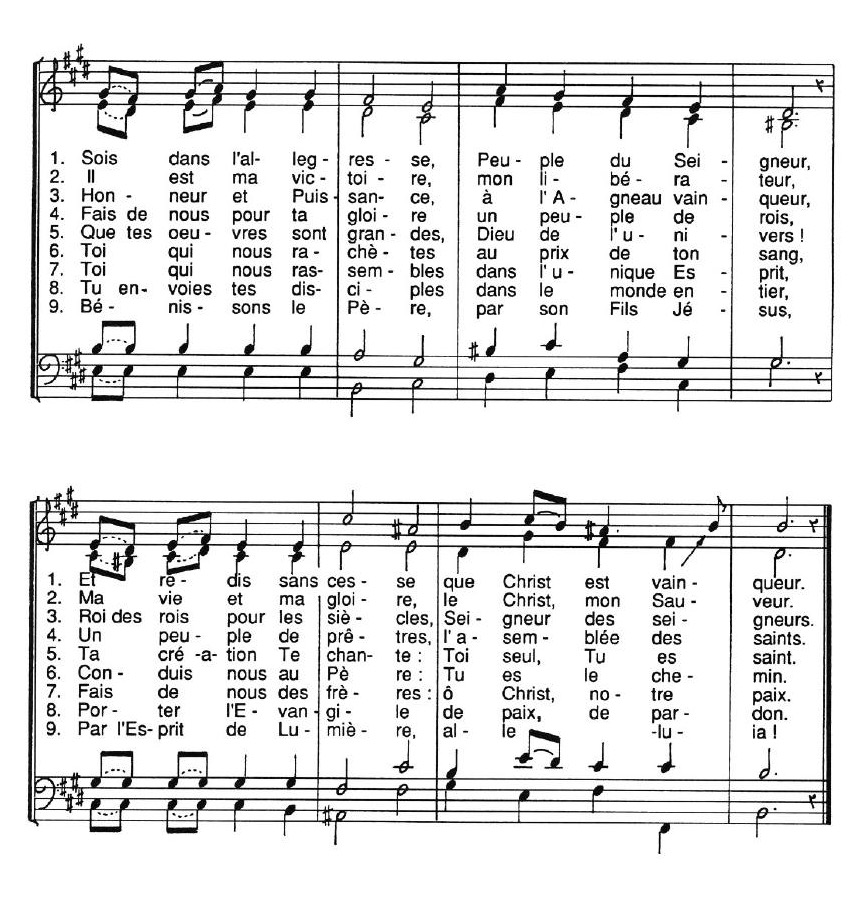 1. Sois dans l'al- leg- res- se, Peu- ple du Sei - gneur,
2. Il est ma vic- toi- re, mon li- bé- ra - teur,
3. Hon - neur et Puis- san- ce, à l'A- gneau vain - queur,
4. Fais de nous pour ta gloi- re un peu- ple de rois,
5. Que tes oeu- vres sont gran- des, Dieu de l'u- ni - vers !
6. Toi qui nous ra- chè- tes au prix de ton sang,
7. Toi qui nous ras- sem- bles dans l'u- nique Es - prit,
8. Tu en- voies tes dis- ci- ples dans le monde en - tier,
9. Bé - nis- sons le Pè- re, par son Fils Jé - sus,
1. Et re- dis sans ces- se que Christ est vain - queur.
2. Ma vie et ma gloi- re, le Christ, mon Sau - veur.
3. Roi des rois pour les siè- cles, Sei- gneur des sei - gneurs.
4. Un peu- ple de prê- tres, l'a- sem- blée des saints.
5. Ta cré -a- tion Te chan- te : Toi seul, Tu es saint.
6. Con- duis nous au Pè re : Tu es le che - min.
7. Fais de nous des frè- res : ô Christ, no- tre paix.
8. Por- ter l'E- van- gi- le de paix, de par- don.
9. Par l'Es- prit de Lu- miè- re, al- le -lu- ia !